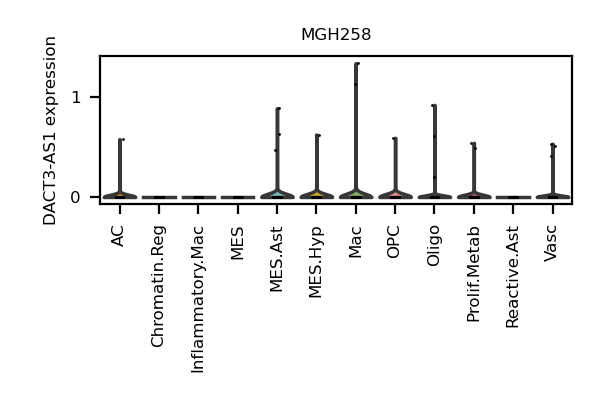 MGH258
DACT3-AS1 expression
1
0
AC
Chromatin.Reg
Inflammatory.Mac
MES
MES.Ast
MES.Hyp
Mac
OPC
Oligo
Prolif.Metab
Reactive.Ast
Vasc